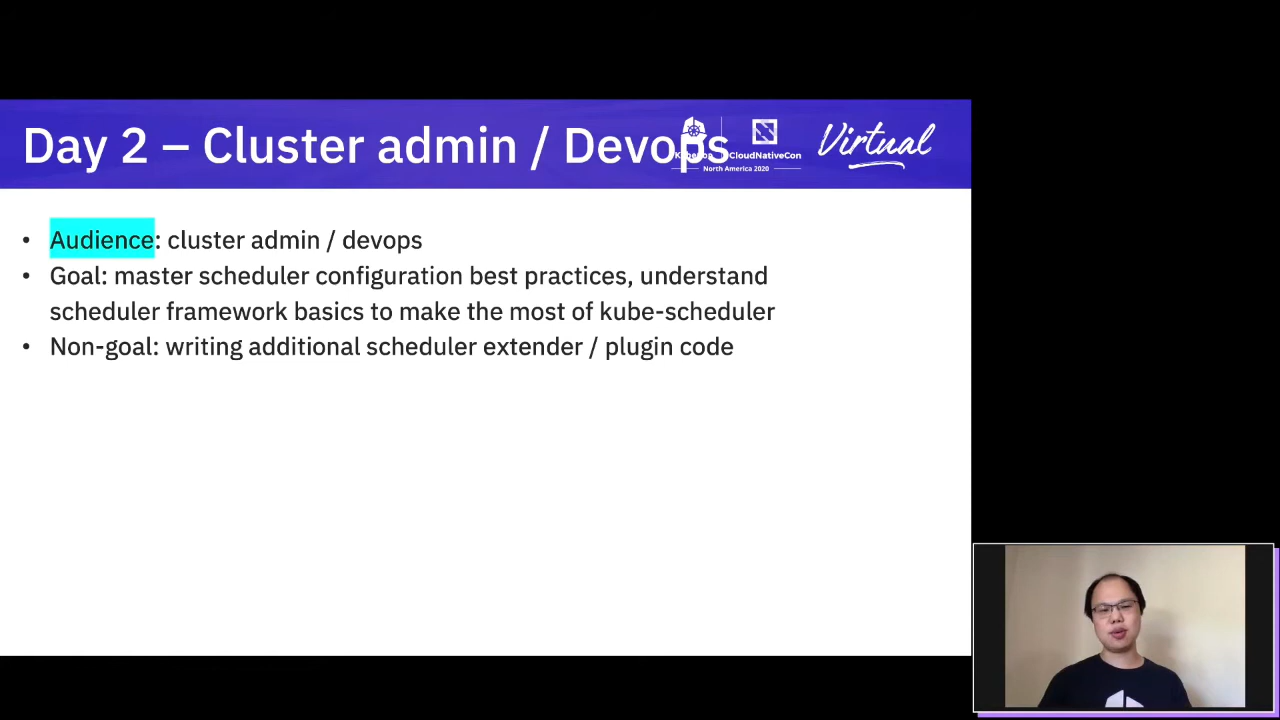 Day 2 – Cluster admin / Devops
CloudNativeCon
North America 2020
Virtual
• Audience: cluster admin / devops
• Goal: master scheduler configuration best practices, understand
scheduler framework basics to make the most of kube-scheduler
• Non-goal: writing additional scheduler extender / plugin code